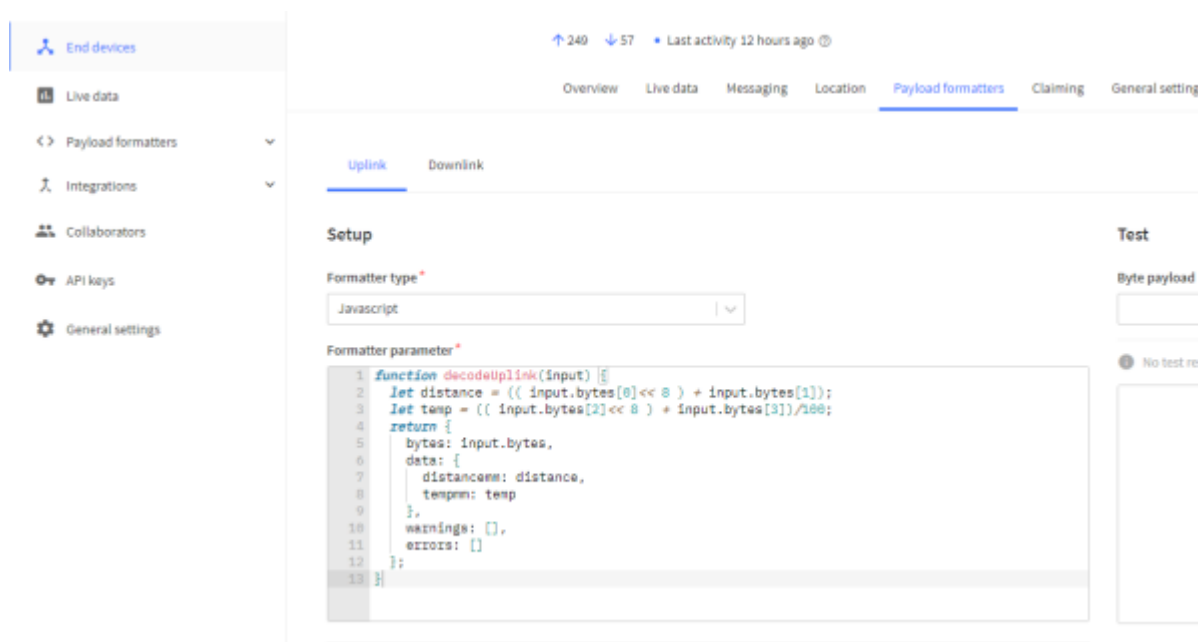 End devices
Live data
Payload formatters
Integrations
Collaborators
API keys
General settings
249 57 • Last activity 12 hours ago
Overview Live data Messaging Location Payload formatters Claiming General setting
Uplink Downlink
Setup
Formatter type*
Javascript
Formatter parameter*
1 function decodeUplink(input) {
2 let distance = (( input.bytes[0]<< 8 ) + input.bytes[1]);
3 let temp = (( input.bytes[2]<< 8 ) + input.bytes[3])/100;
4 return {
5 bytes: input.bytes,
6 data: {
7 distancemm: distance,
8 tempmm: temp
9 },
10 warnings: [],
11 errors: []
12 };
13 }
Test
Byte payload
No test re